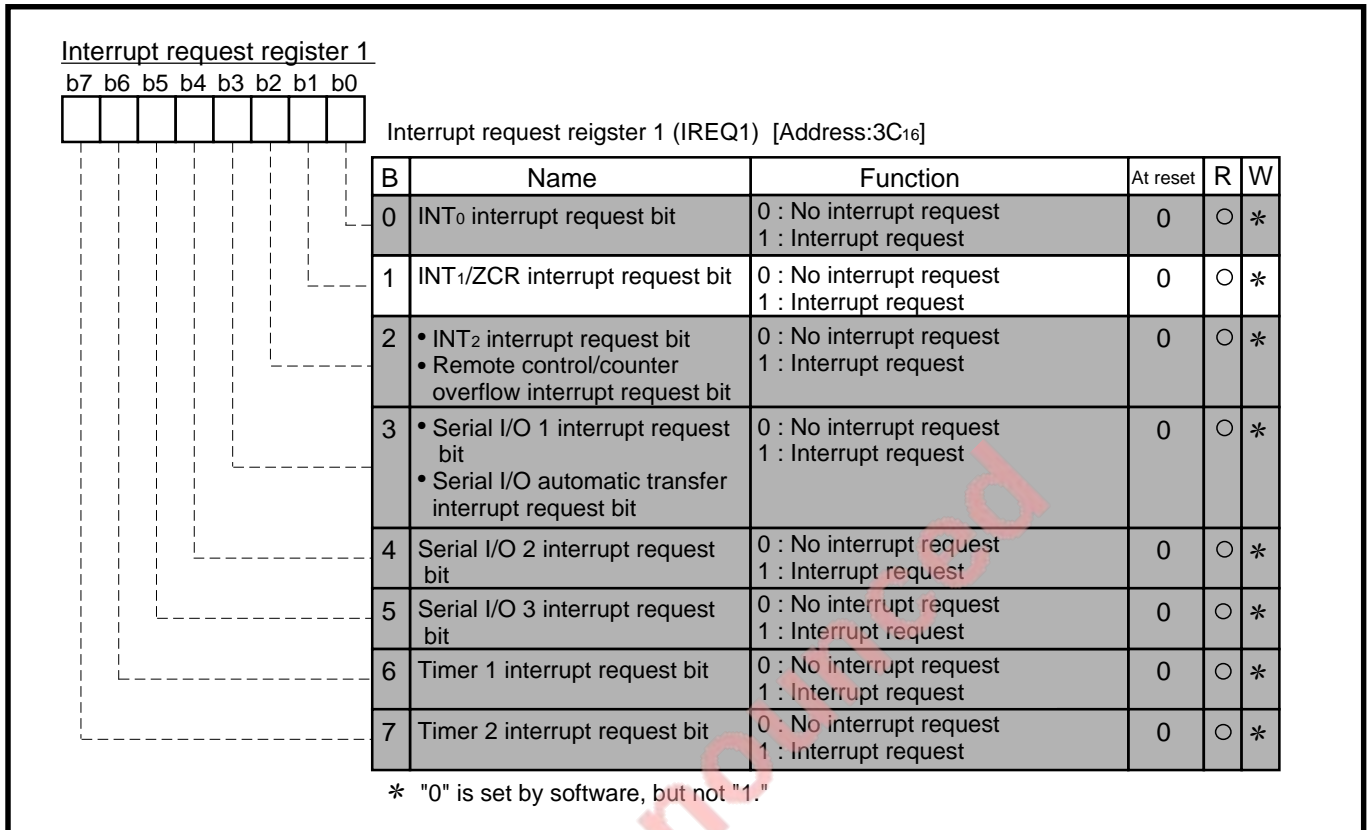 Interrupt request register 1
b7 b6 b5 b4 b3 b2 b1 b0
Interrupt request reigster 1 (IREQ1) [Address:3C16]
B Name Function At reset R W
0 INT0 interrupt request bit 0 : No interrupt request 0 ○ *
1 : Interrupt request
1 INT1/ZCR interrupt request bit 0 : No interrupt request 0 ○ *
1 : Interrupt request
2 • INT2 interrupt request bit 0 : No interrupt request 0 ○ *
• Remote control/counter 1 : Interrupt request
overflow interrupt request bit
3 • Serial I/O 1 interrupt request 0 : No interrupt request 0 ○ *
bit 1 : Interrupt request
• Serial I/O automatic transfer
interrupt request bit
4 Serial I/O 2 interrupt request 0 : No interrupt request 0 ○ *
bit 1 : Interrupt request
5 Serial I/O 3 interrupt request 0 : No interrupt request 0 ○ *
bit 1 : Interrupt request
6 Timer 1 interrupt request bit 0 : No interrupt request 0 ○ *
1 : Interrupt request
7 Timer 2 interrupt request bit 0 : No interrupt request 0 ○ *
1 : Interrupt request
* "0" is set by software, but not "1."